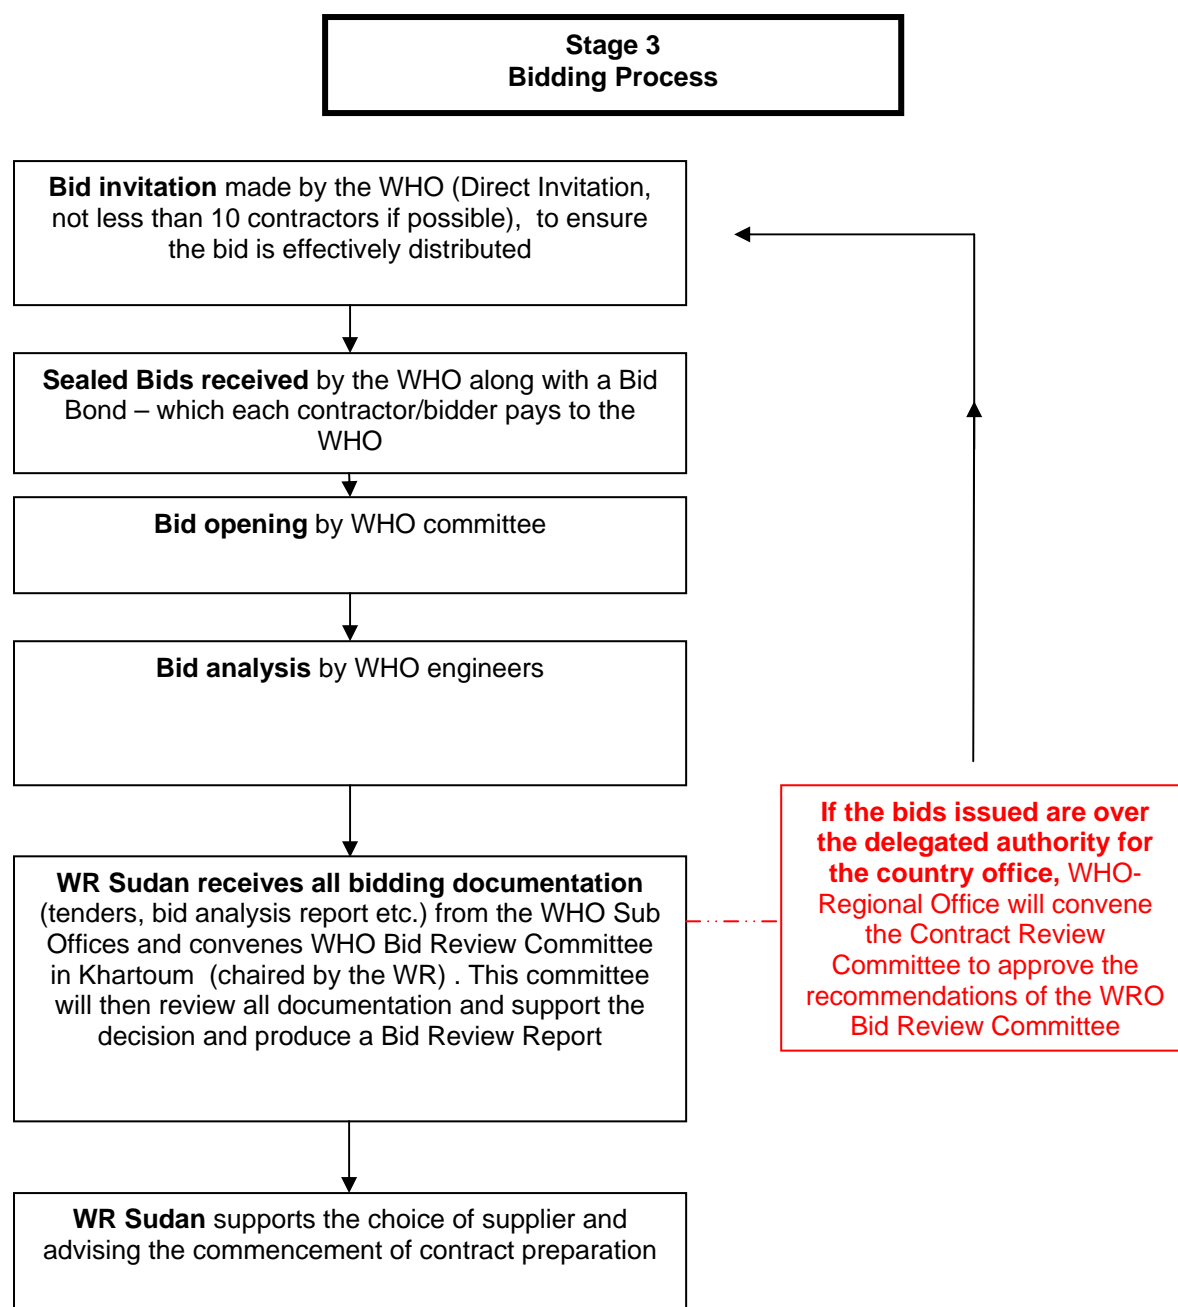 Stage 3
Bidding Process
Bid invitation made by the WHO (Direct Invitation,
not less than 10 contractors if possible), to ensure
the bid is effectively distributed
Sealed Bids received by the WHO along with a Bid
Bond – which each contractor/bidder pays to the
WHO
Bid opening by WHO committee
Bid analysis by WHO engineers
WR Sudan receives all bidding documentation
(tenders, bid analysis report etc.) from the WHO Sub
Offices and convenes WHO Bid Review Committee
in Khartoum (chaired by the WR) . This committee
will then review all documentation and support the
decision and produce a Bid Review Report
If the bids issued are over
the delegated authority for
the country office, WHO-
Regional Office will convene
the Contract Review
Committee to approve the
recommendations of the WRO
Bid Review Committee
WR Sudan supports the choice of supplier and
advising the commencement of contract preparation